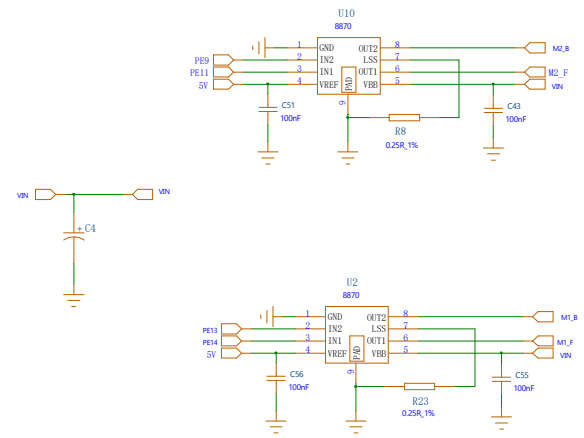 U10
8870
1 GND OUT2 8 M2_B
PE9 2 IN2 LSS 7
PE11 3 IN1 OUT1 6 M2_F
5V 4 VREF PAD VBB 5 VIN
9
C51
100nF
C43
100nF
R8
0.25R_1%
VIN VIN
+ C4
U2
8870
1 GND OUT2 8 M1_B
PE13 2 IN2 LSS 7
PE14 3 IN1 OUT1 6 M1_F
5V 4 VREF PAD VBB 5 VIN
9
C56
100nF
C55
100nF
R23
0.25R_1%